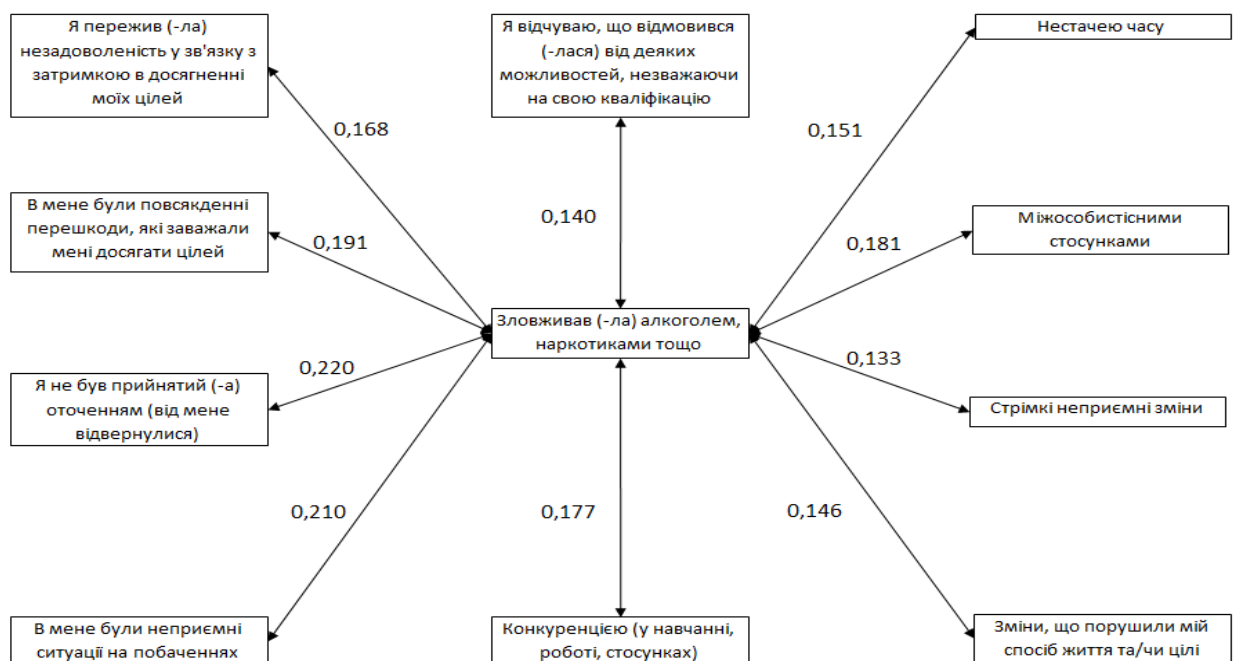 Я пережив (-ла)
незадоволеність у зв'язку з
затримкою в досягненні
моїх цілей
Я відчуваю, що відмовився
(-лася) від деяких
можливостей, незважаючи
на свою кваліфікацію
Нестачею часу
0,168
0,151
В мене були повсякденні
перешкоди, які заважали
мені досягати цілей
0,191
0,140
0,181
Міжособистісними
стосунками
Зловживав (-ла) алкоголем,
наркотиками тощо
Я не був прийнятий (-а)
оточенням (від мене
відвернулися)
0,220
0,133
Стрімкі неприємні зміни
0,210
0,177
0,146
В мене були неприємні
ситуації на побаченнях
Конкуренцією (у навчанні,
роботі, стосунках)
Зміни, що порушили мій
спосіб життя та/чи цілі